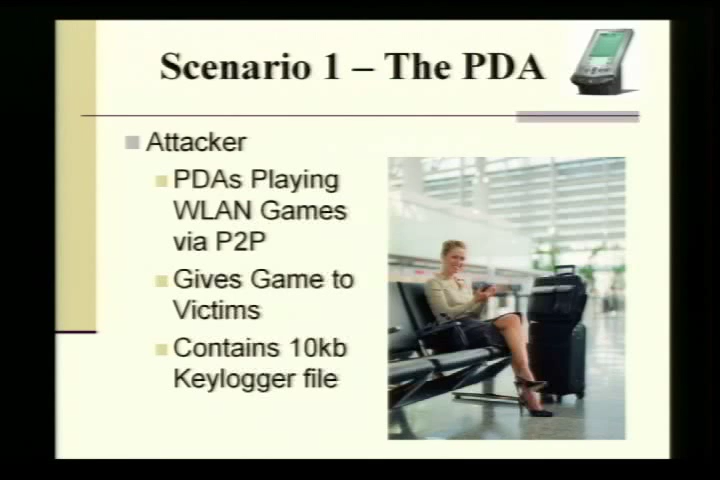 Scenario 1 – The PDA
Attacker
PDAs Playing
WLAN Games
via P2P
Gives Game to
Victims
Contains 10kb
Keylogger file